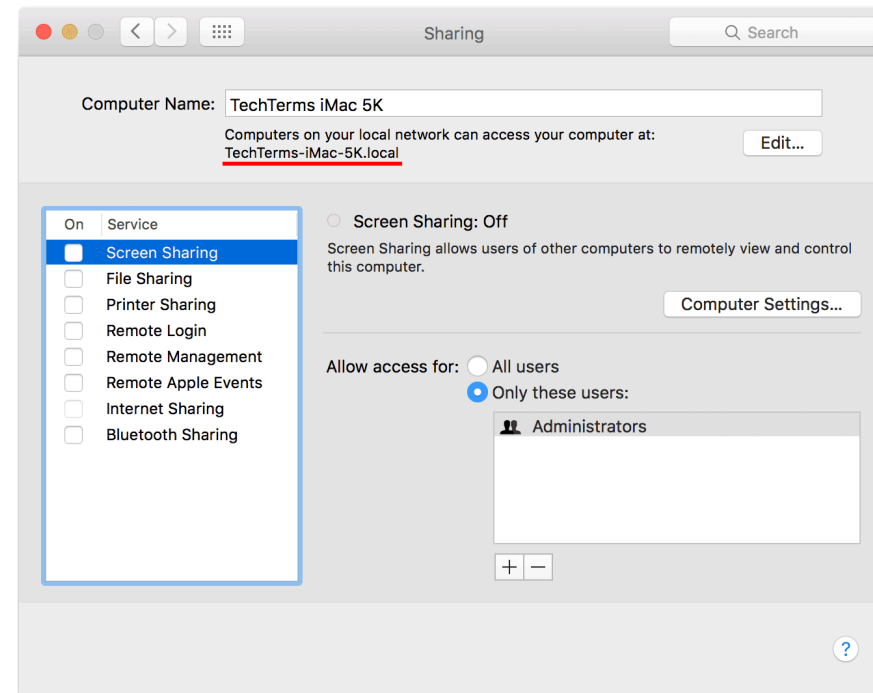 Sharing
Search
Computer Name: TechTerms iMac 5K
Computers on your local network can access your computer at:
TechTerms-iMac-5K.local
Edit...
On Service
Screen Sharing
File Sharing
Printer Sharing
Remote Login
Remote Management
Remote Apple Events
Internet Sharing
Bluetooth Sharing
Screen Sharing: Off
Screen Sharing allows users of other computers to remotely view and control
this computer.
Computer Settings...
Allow access for: All users
Only these users:
Administrators
+ −
?